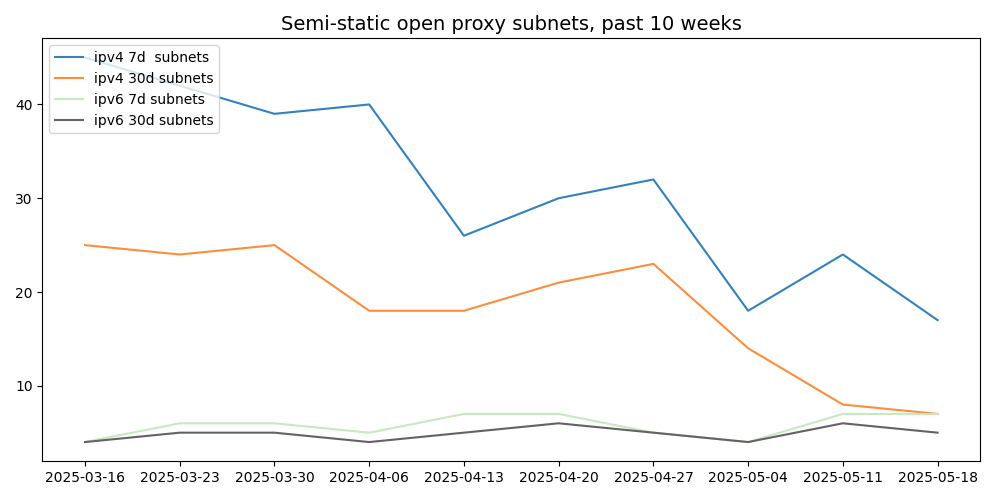 Semi-static open proxy subnets, past 10 weeks
ipv4 7d  subnets
ipv4 30d subnets
ipv6 7d subnets
ipv6 30d subnets
40
30
20
10
2025-03-16 2025-03-23 2025-03-30 2025-04-06 2025-04-13 2025-04-20 2025-04-27 2025-05-04 2025-05-11 2025-05-18